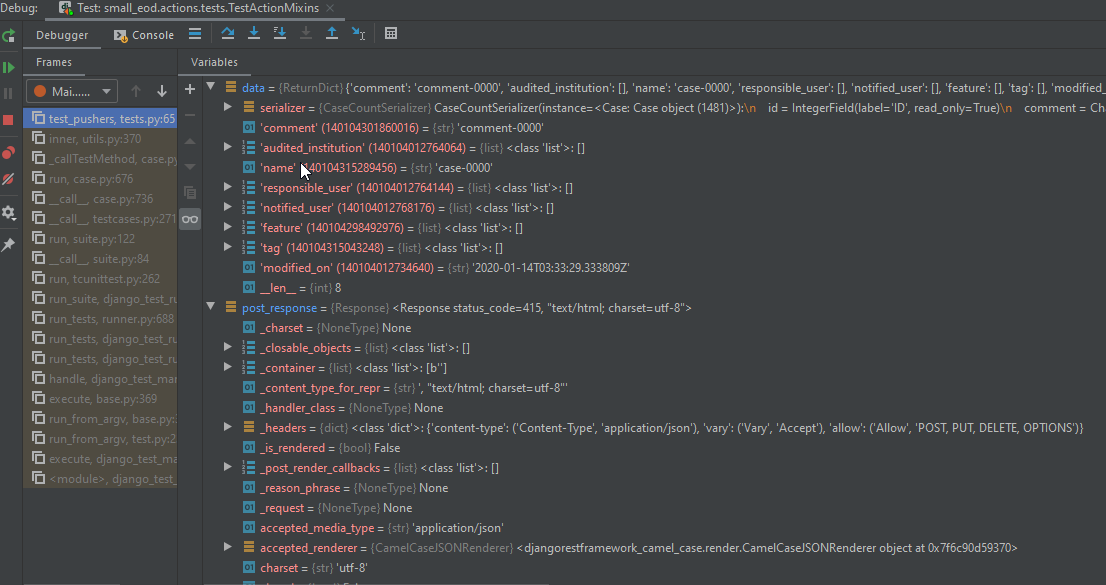 Debug: Test: small_eod.actions.tests.TestActionMixins
Debugger Console
Frames
Variables
Mai......
test_pushers, tests.py:65
inner, utils.py:370
_callTestMethod, case.py
run, case.py:676
__call__, case.py:736
__call__, testcases.py:271
run, suite.py:122
__call__, suite.py:84
run, tcunittest.py:262
run_suite, django_test_ru
run_tests, runner.py:688
run_tests, django_test_ru
run_tests, django_test_ru
handle, django_test_man
execute, base.py:369
run_from_argv, base.py:
run_from_argv, test.py:2
execute, django_test_ma
<module>, django_test_
data = {ReturnDict} {'comment': 'comment-0000', 'audited_institution': [], 'name': 'case-0000', 'responsible_user': [], 'notified_user': [], 'feature': [], 'tag': [], 'modified_
serializer = {CaseCountSerializer} CaseCountSerializer(instance=<Case: Case object (1481)>):\n id = IntegerField(label='ID', read_only=True)\n comment = Ch
'comment' (140104301860016) = {str} 'comment-0000'
'audited_institution' (140104012764064) = {list} <class 'list'>: []
'name' (140104315289456) = {str} 'case-0000'
'responsible_user' (140104012764144) = {list} <class 'list'>: []
'notified_user' (140104012768176) = {list} <class 'list'>: []
'feature' (140104298492976) = {list} <class 'list'>: []
'tag' (140104315043248) = {list} <class 'list'>: []
'modified_on' (140104012734640) = {str} '2020-01-14T03:33:29.333809Z'
__len__ = {int} 8
post_response = {Response} <Response status_code=415, "text/html; charset=utf-8">
_charset = {NoneType} None
_closable_objects = {list} <class 'list'>: []
_container = {list} <class 'list'>: [b'']
_content_type_for_repr = {str} ', "text/html; charset=utf-8"'
_handler_class = {NoneType} None
_headers = {dict} <class 'dict'>: {'content-type': ('Content-Type', 'application/json'), 'vary': ('Vary', 'Accept'), 'allow': ('Allow', 'POST, PUT, DELETE, OPTIONS')}
_is_rendered = {bool} False
_post_render_callbacks = {list} <class 'list'>: []
_reason_phrase = {NoneType} None
_request = {NoneType} None
accepted_media_type = {str} 'application/json'
accepted_renderer = {CamelCaseJSONRenderer} <djangorestframework_camel_case.render.CamelCaseJSONRenderer object at 0x7f6c90d59370>
charset = {str} 'utf-8'